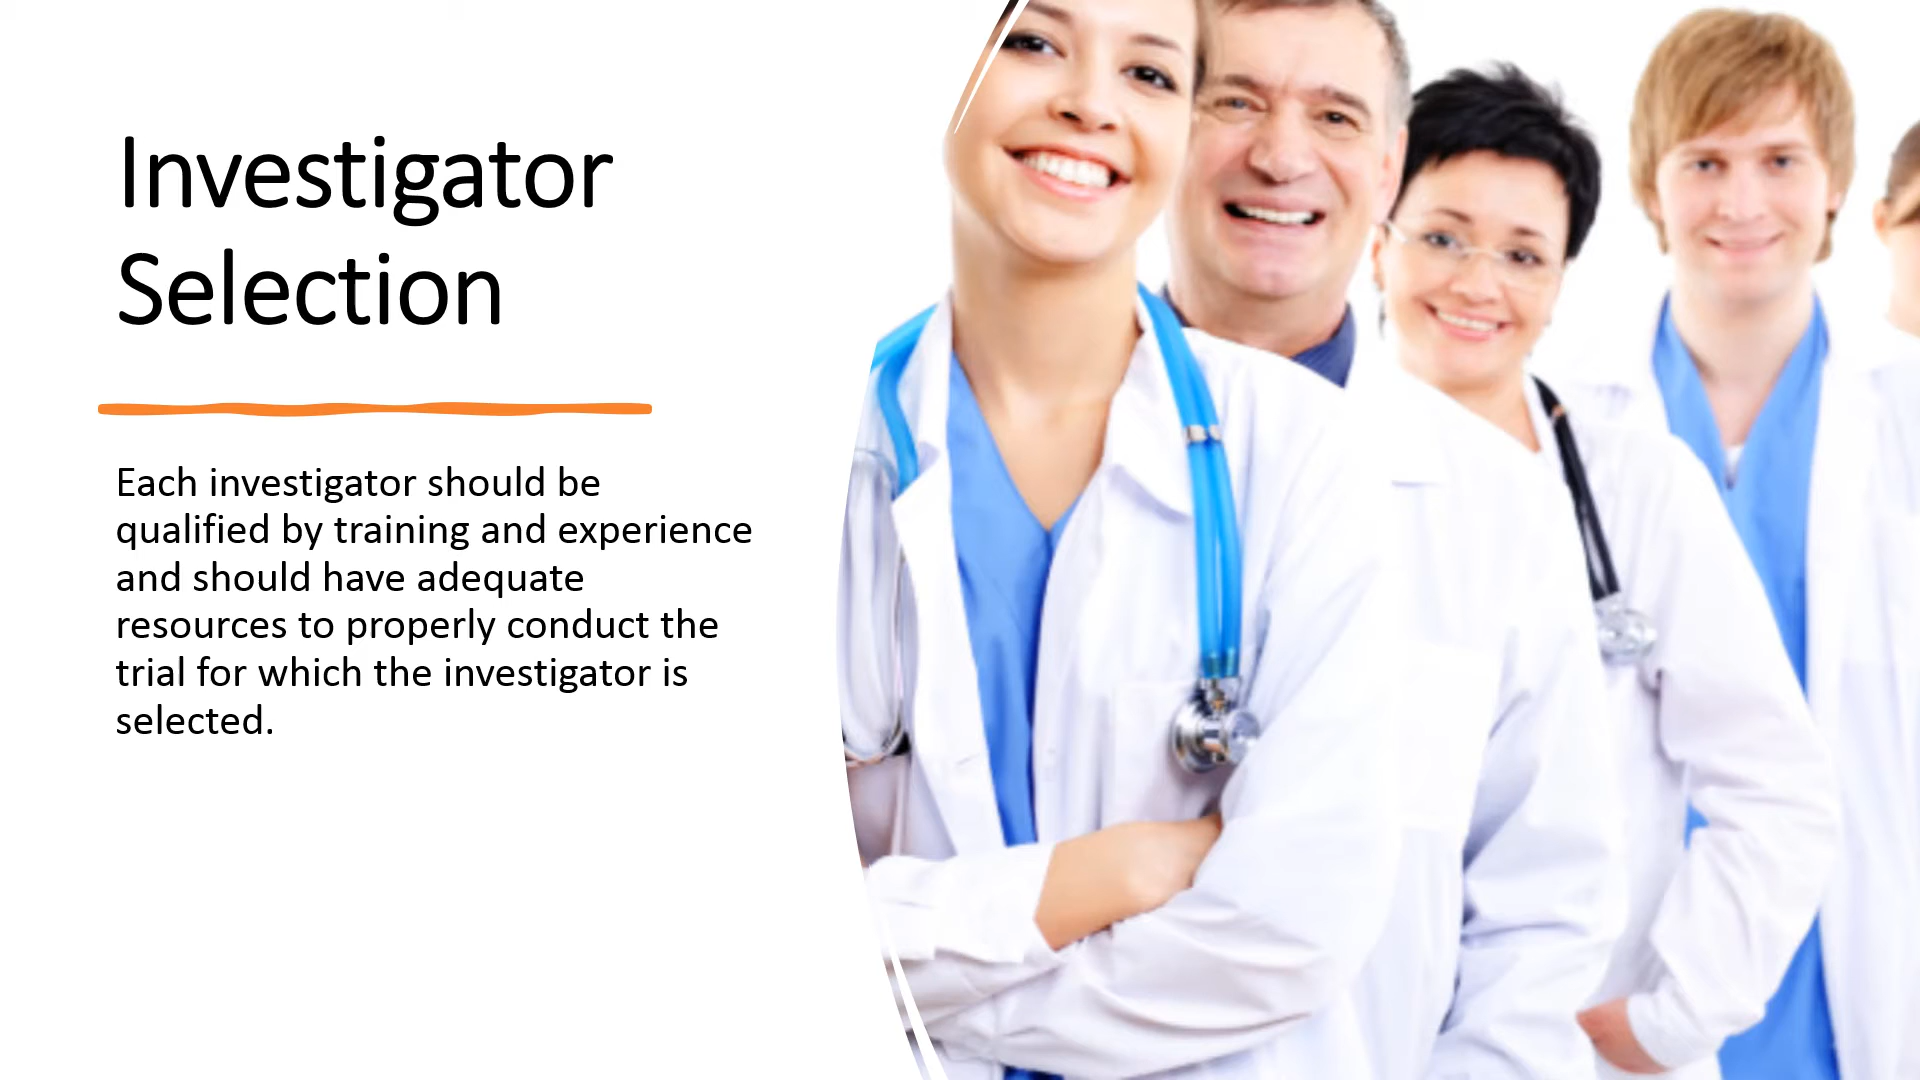 Investigator
Selection
Each investigator should be
qualified by training and experience
and should have adequate
resources to properly conduct the
trial for which the investigator is
selected.